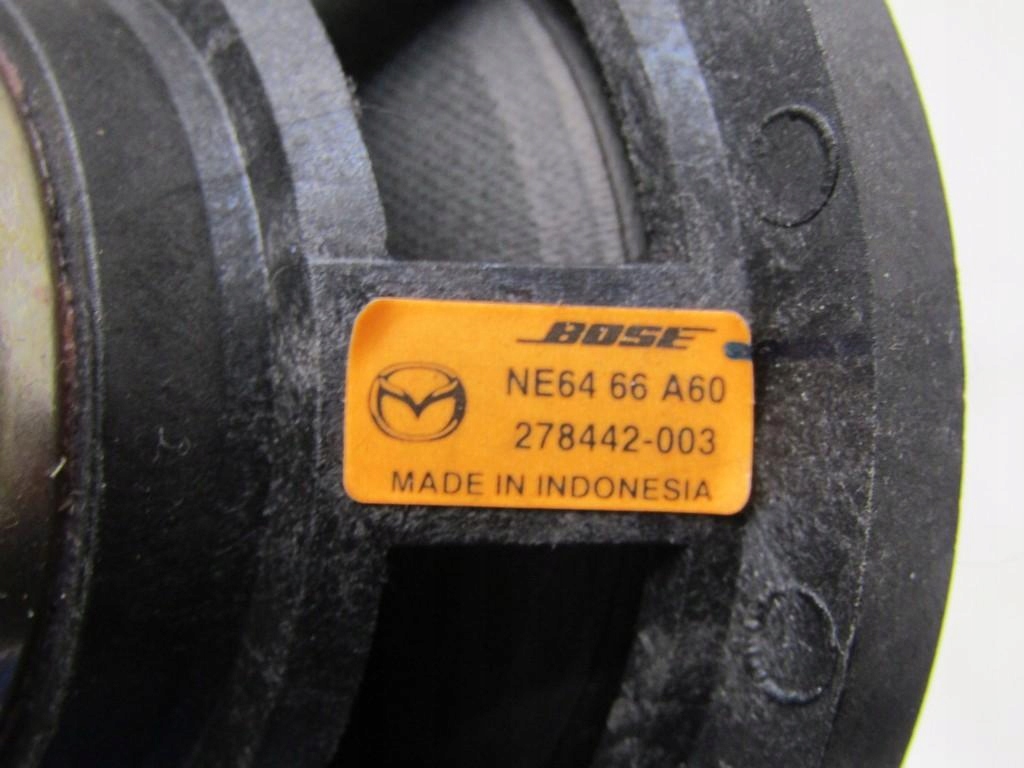 BOSE
NE64 66 A60
278442-003
MADE IN INDONESIA